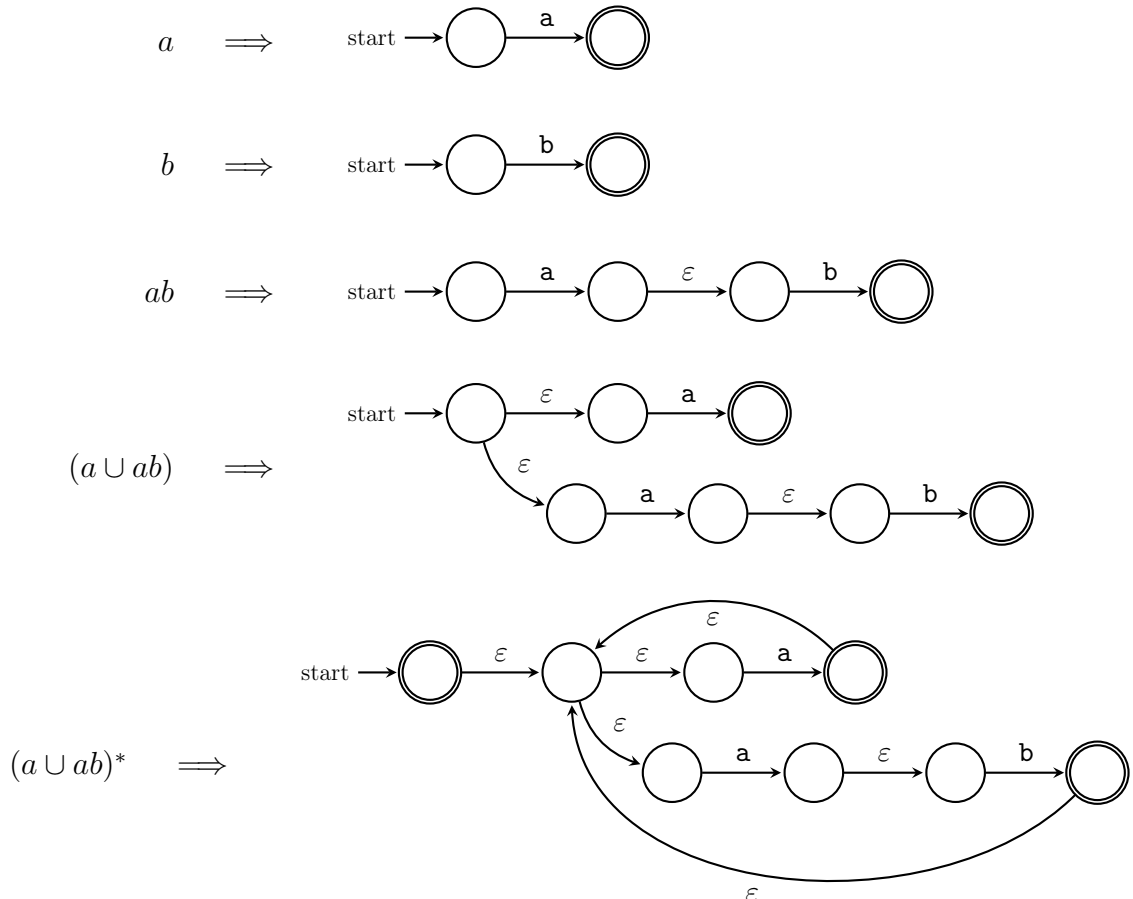 a ⟹ start a
b ⟹ start b
ab ⟹ start a ε b
start ε a
(a ∪ ab) ⟹ ε
a ε b
ε
start ε ε a
ε
(a ∪ ab)* ⟹ a ε b
ε